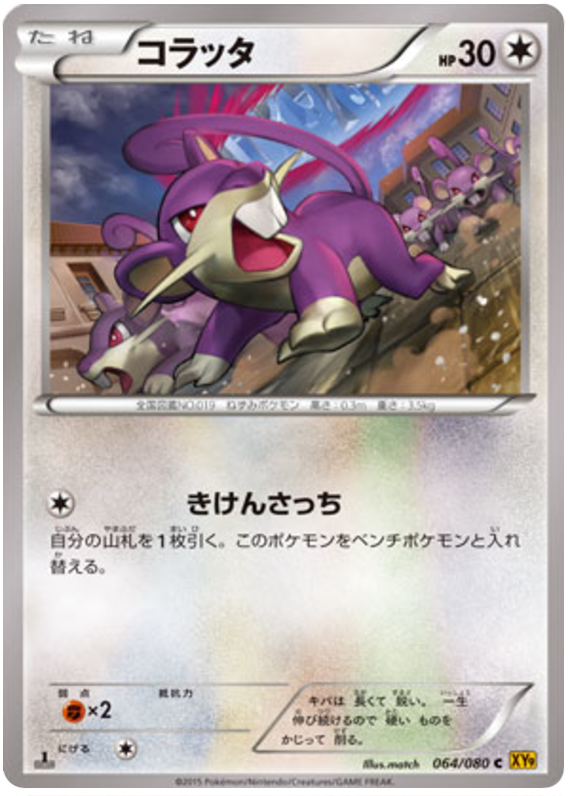 たね コラッタ HP30
全国図鑑NO.019 ねずみポケモン 高さ：0.3m 重さ：3.5kg
きけんさっち
自分の山札を1枚引く。このポケモンをベンチポケモンと入れ
替える。
弱点 抵抗力
×2
にげる
キバは 長くて 鋭い。 一生
伸び続けるので 硬い ものを
かじって 削る。
1
Illus.match 064/080 C XY9
©2015 Pokémon/Nintendo/Creatures/GAME FREAK.